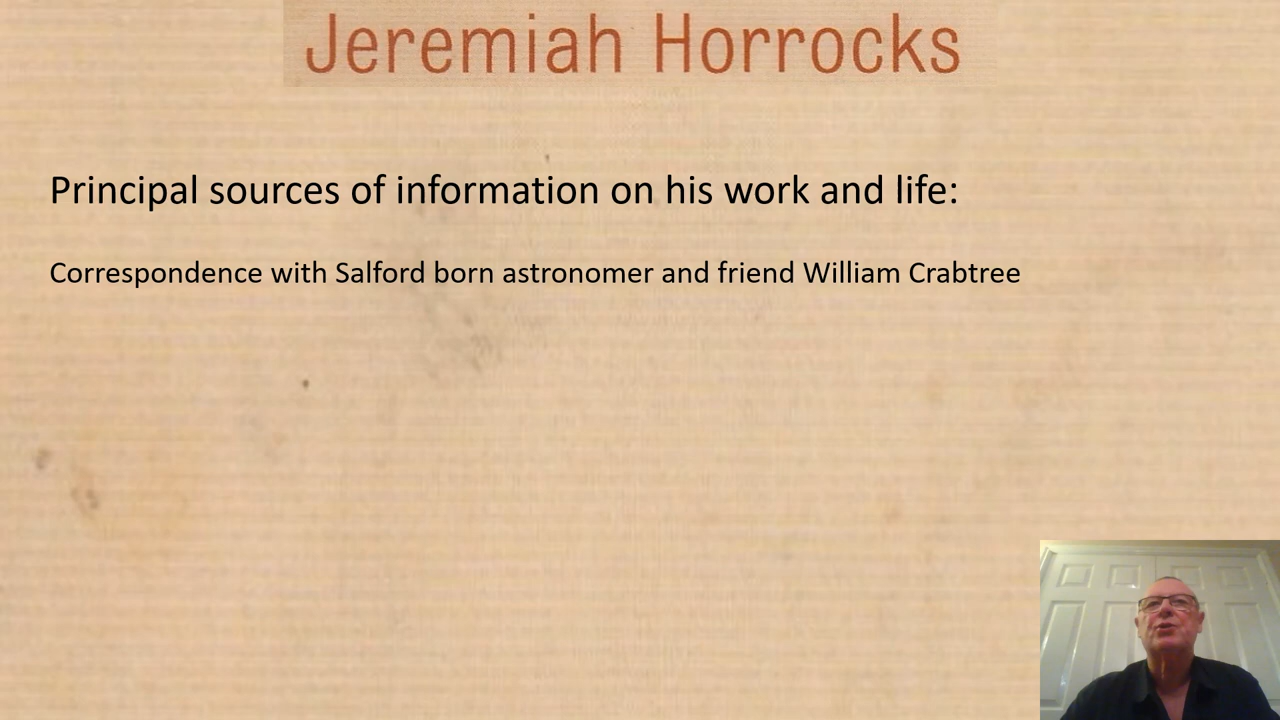 Jeremiah Horrocks
Principal sources of information on his work and life:
Correspondence with Salford born astronomer and friend William Crabtree